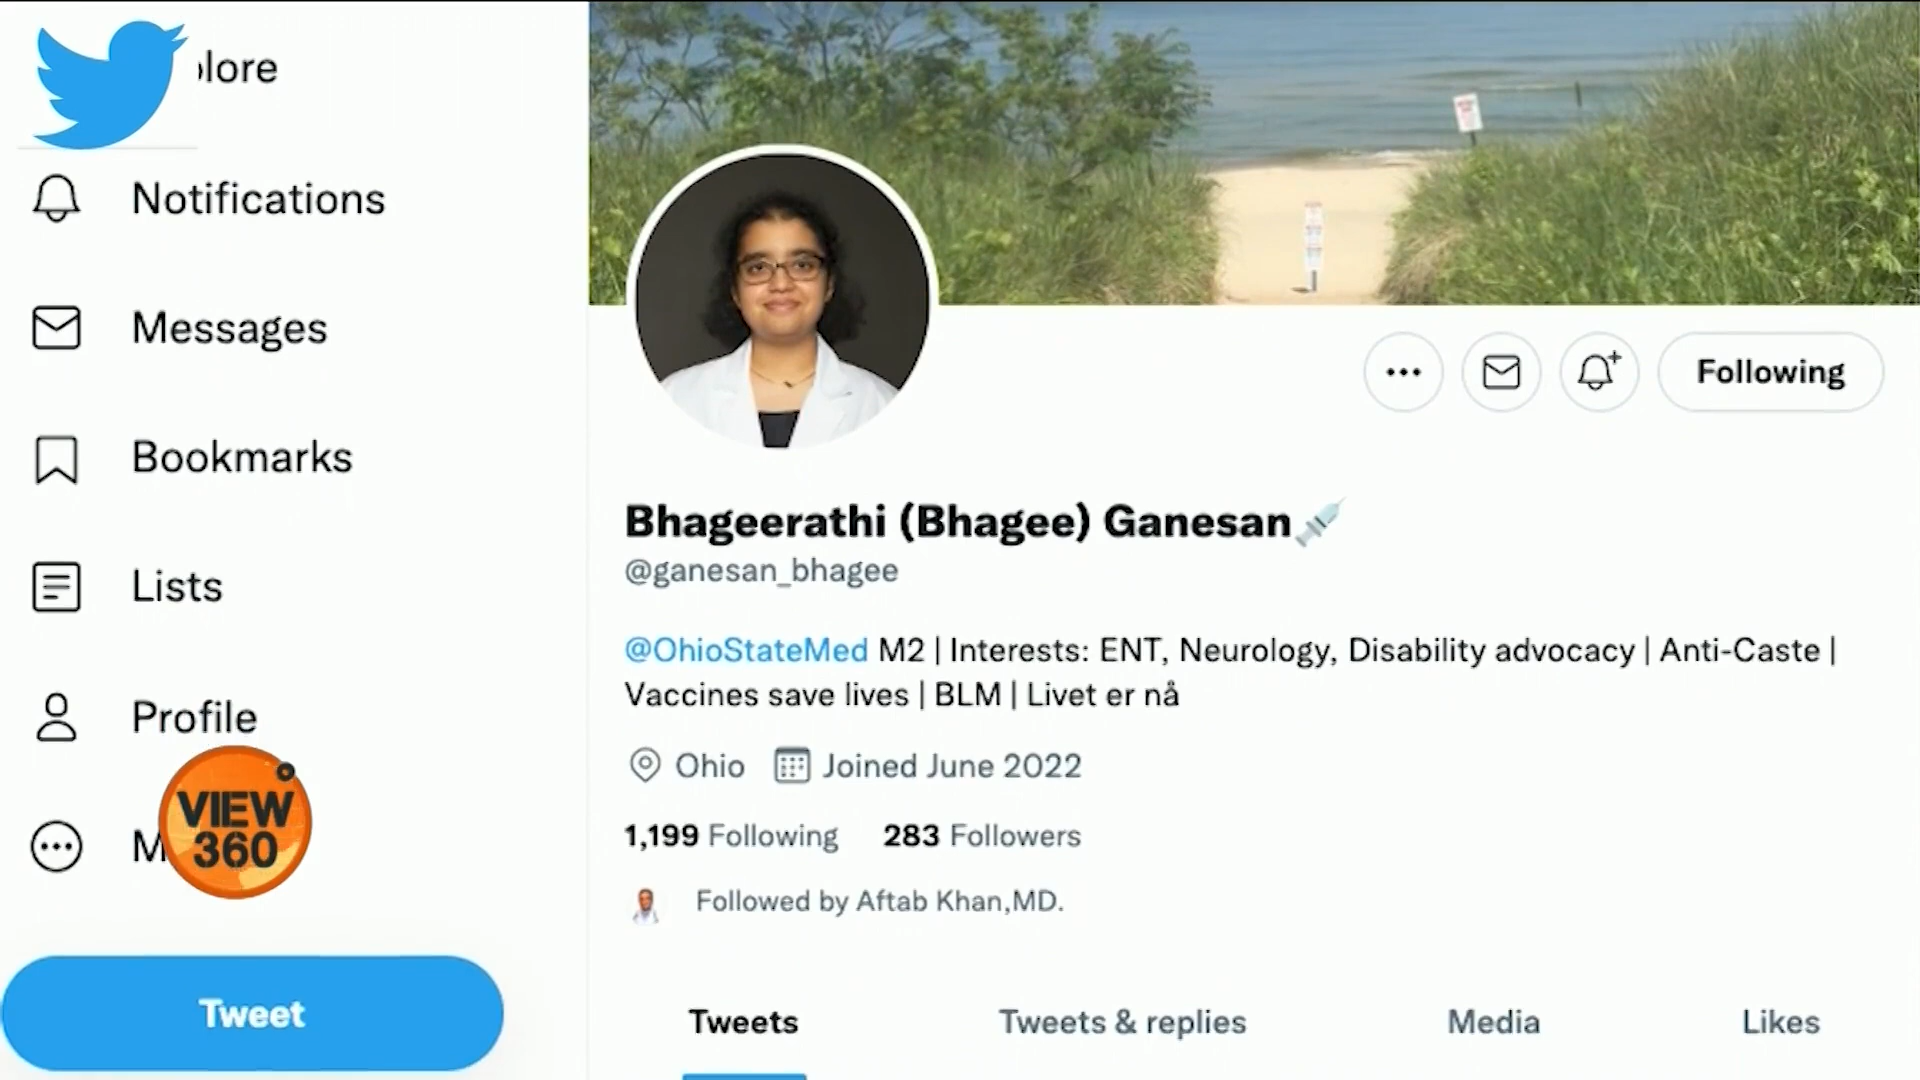 plore
Notifications
Messages
Bookmarks
Lists
Profile
VIEW
360
Tweet
Following
Bhageerathi (Bhagee) Ganesan
@ganesan_bhagee
@OhioStateMed M2 | Interests: ENT, Neurology, Disability advocacy | Anti-Caste |
Vaccines save lives | BLM | Livet er nå
Ohio Joined June 2022
1,199 Following 283 Followers
Followed by Aftab Khan,MD.
Tweets Tweets & replies Media Likes